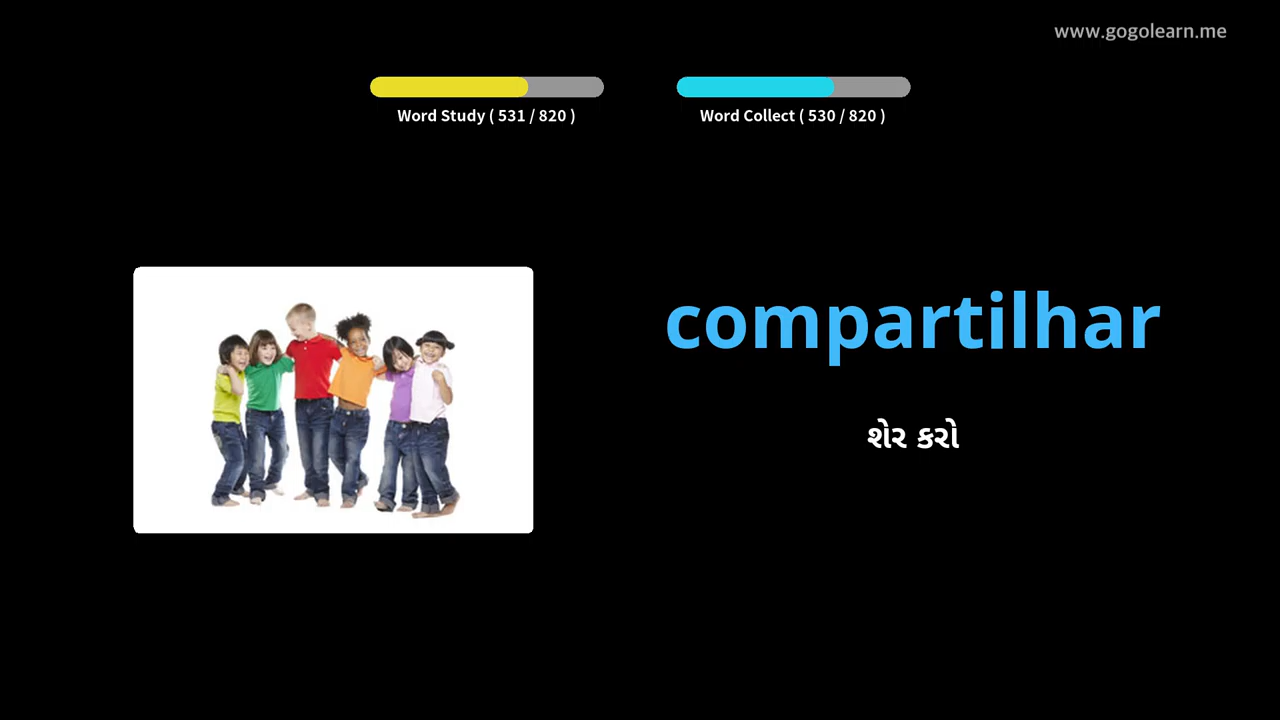 www.gogolearn.me
Word Study ( 531 / 820 )
Word Collect ( 530 / 820 )
compartilhar
શેર કરો